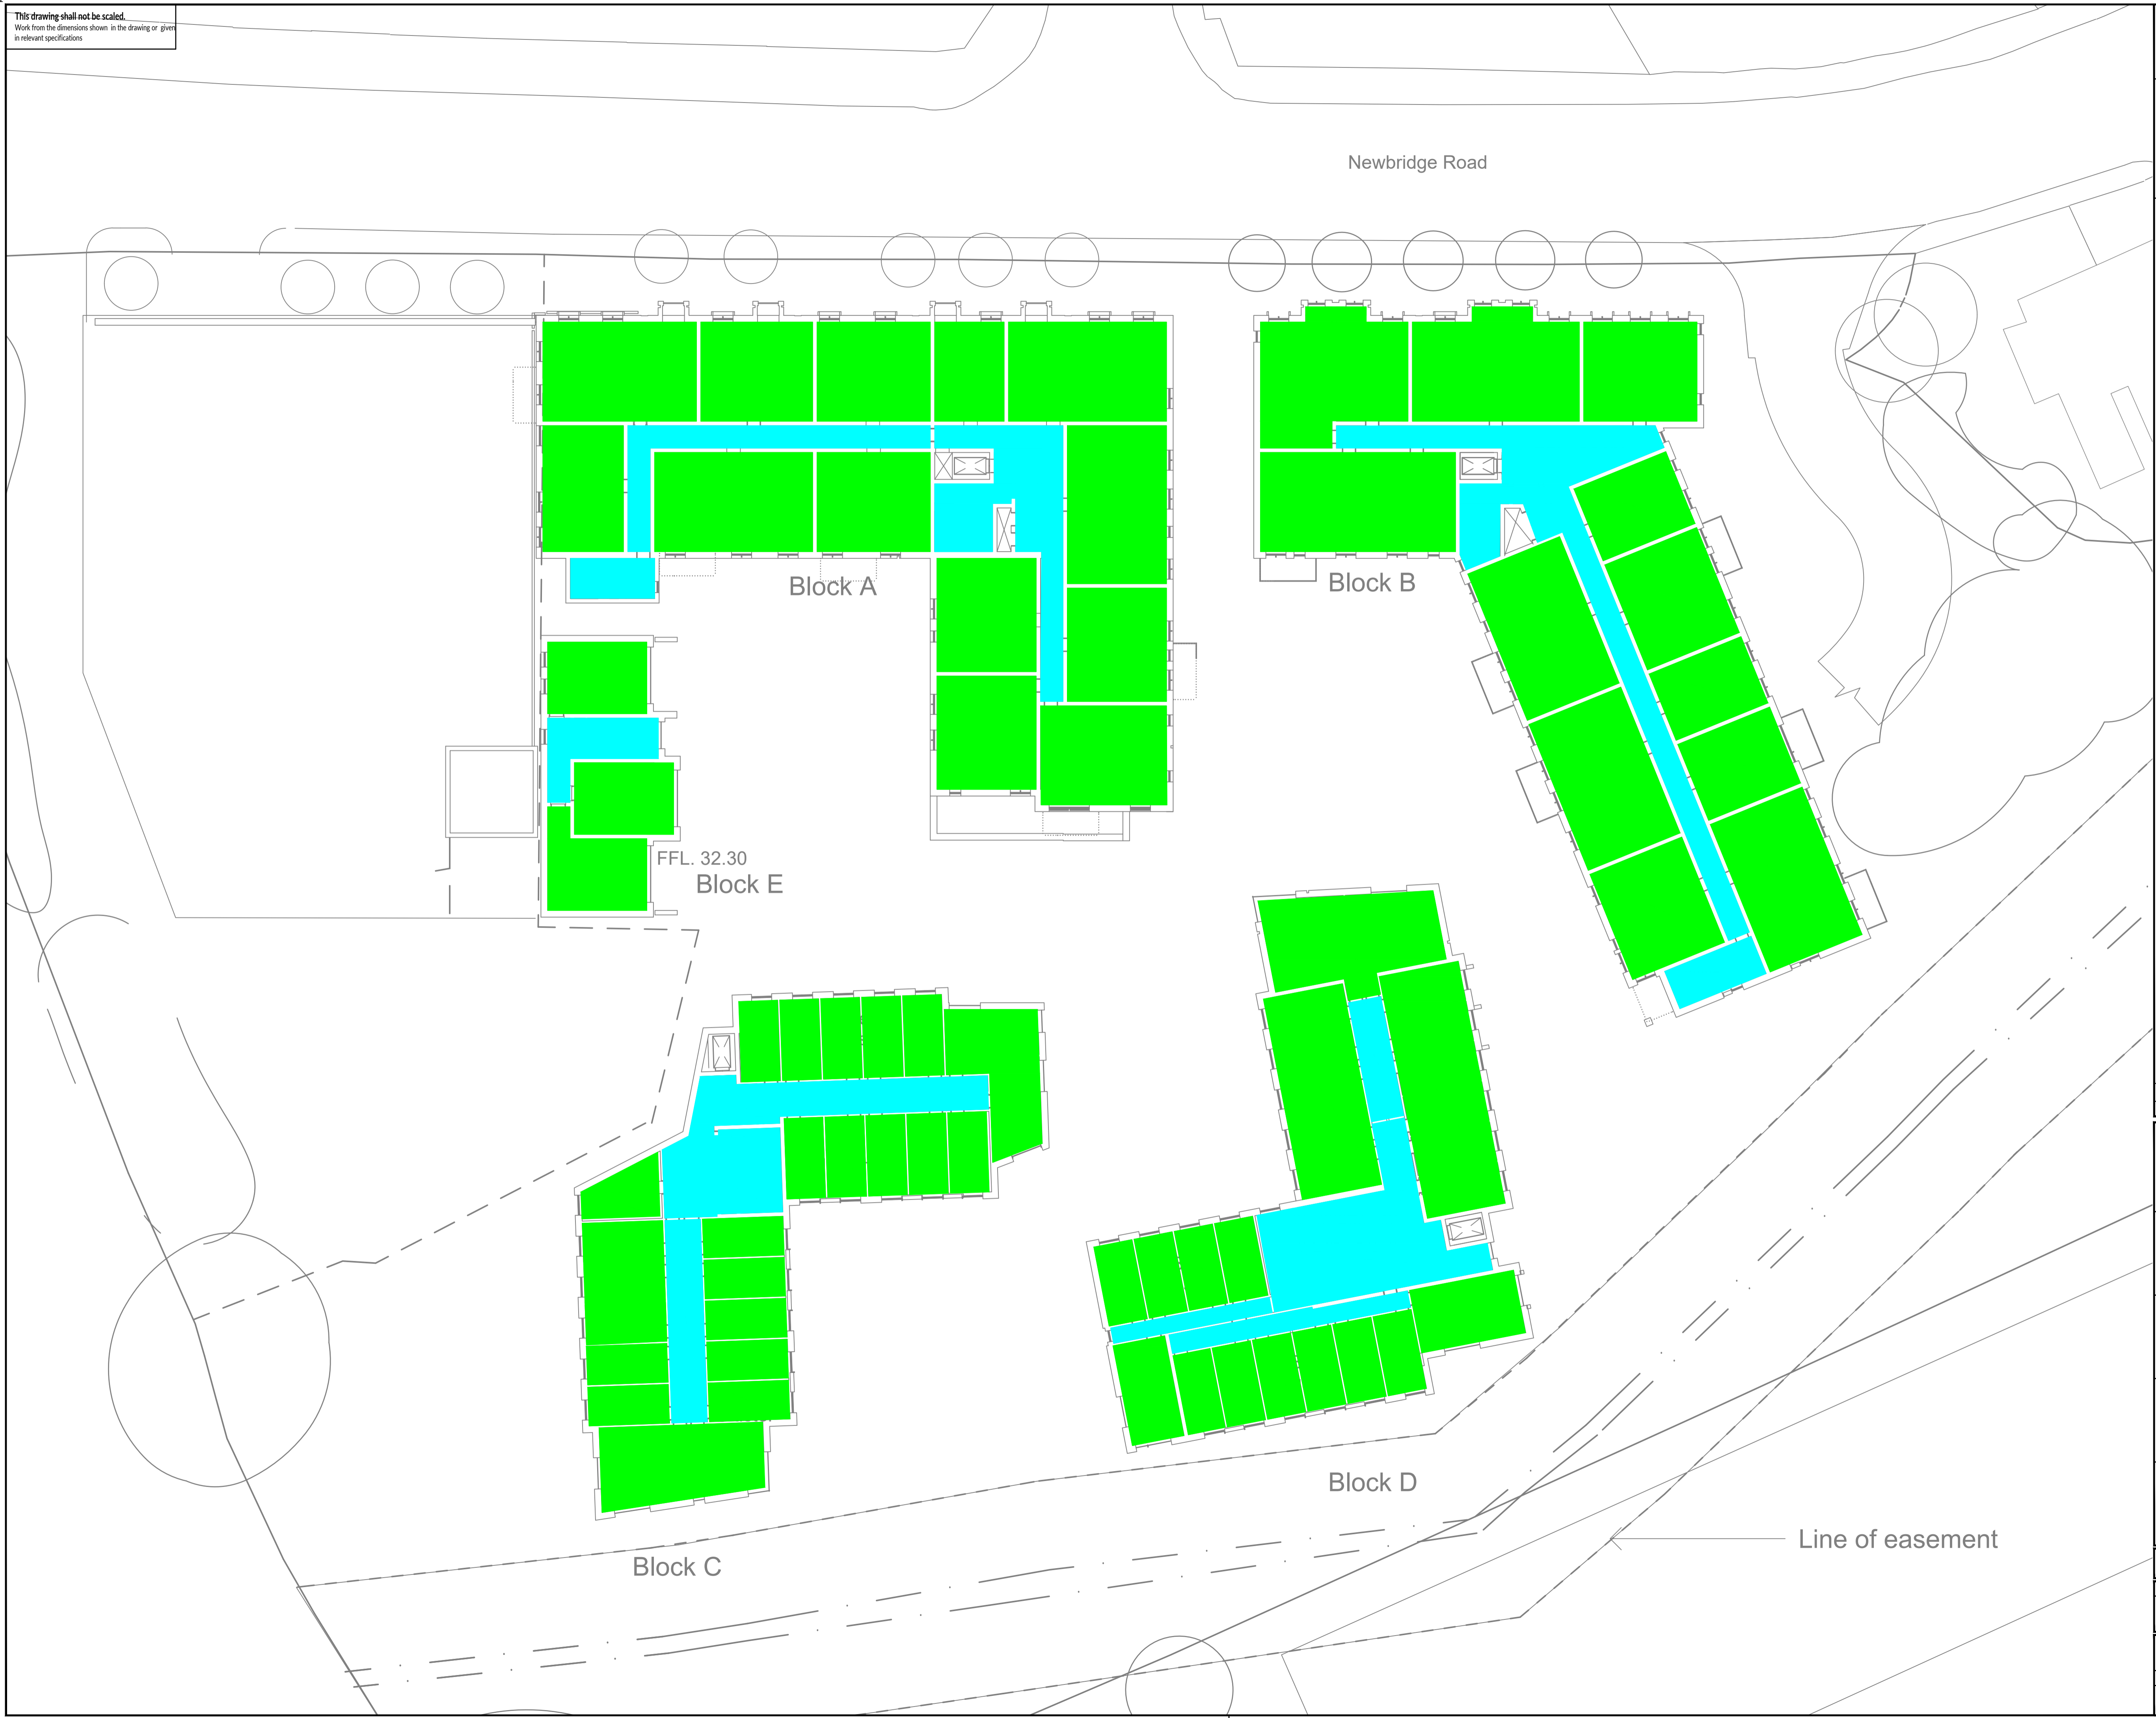 This drawing shall not be scaled.
Work from the dimensions shown in the drawing or given
in relevant specifications
Newbridge Road
Block A
Block B
FFL. 32.30
Block E
Block D
Line of easement
Block C